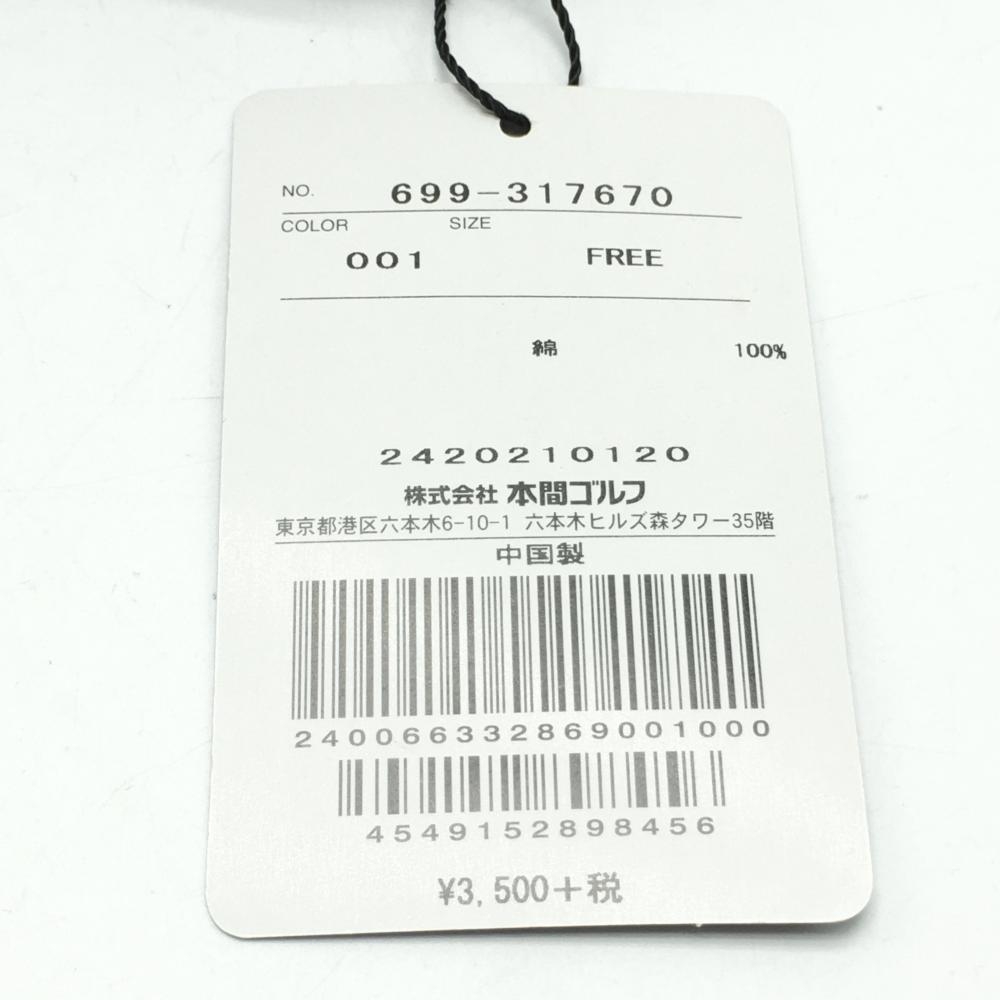 NO. 699-317670
COLOR SIZE
001 FREE
綿 100%
2420210120
株式会社 本間ゴルフ
東京都港区六本木6-10-1 六本木ヒルズ森タワー35階
中国製
240066332869001000
4549152898456
¥3,500+税